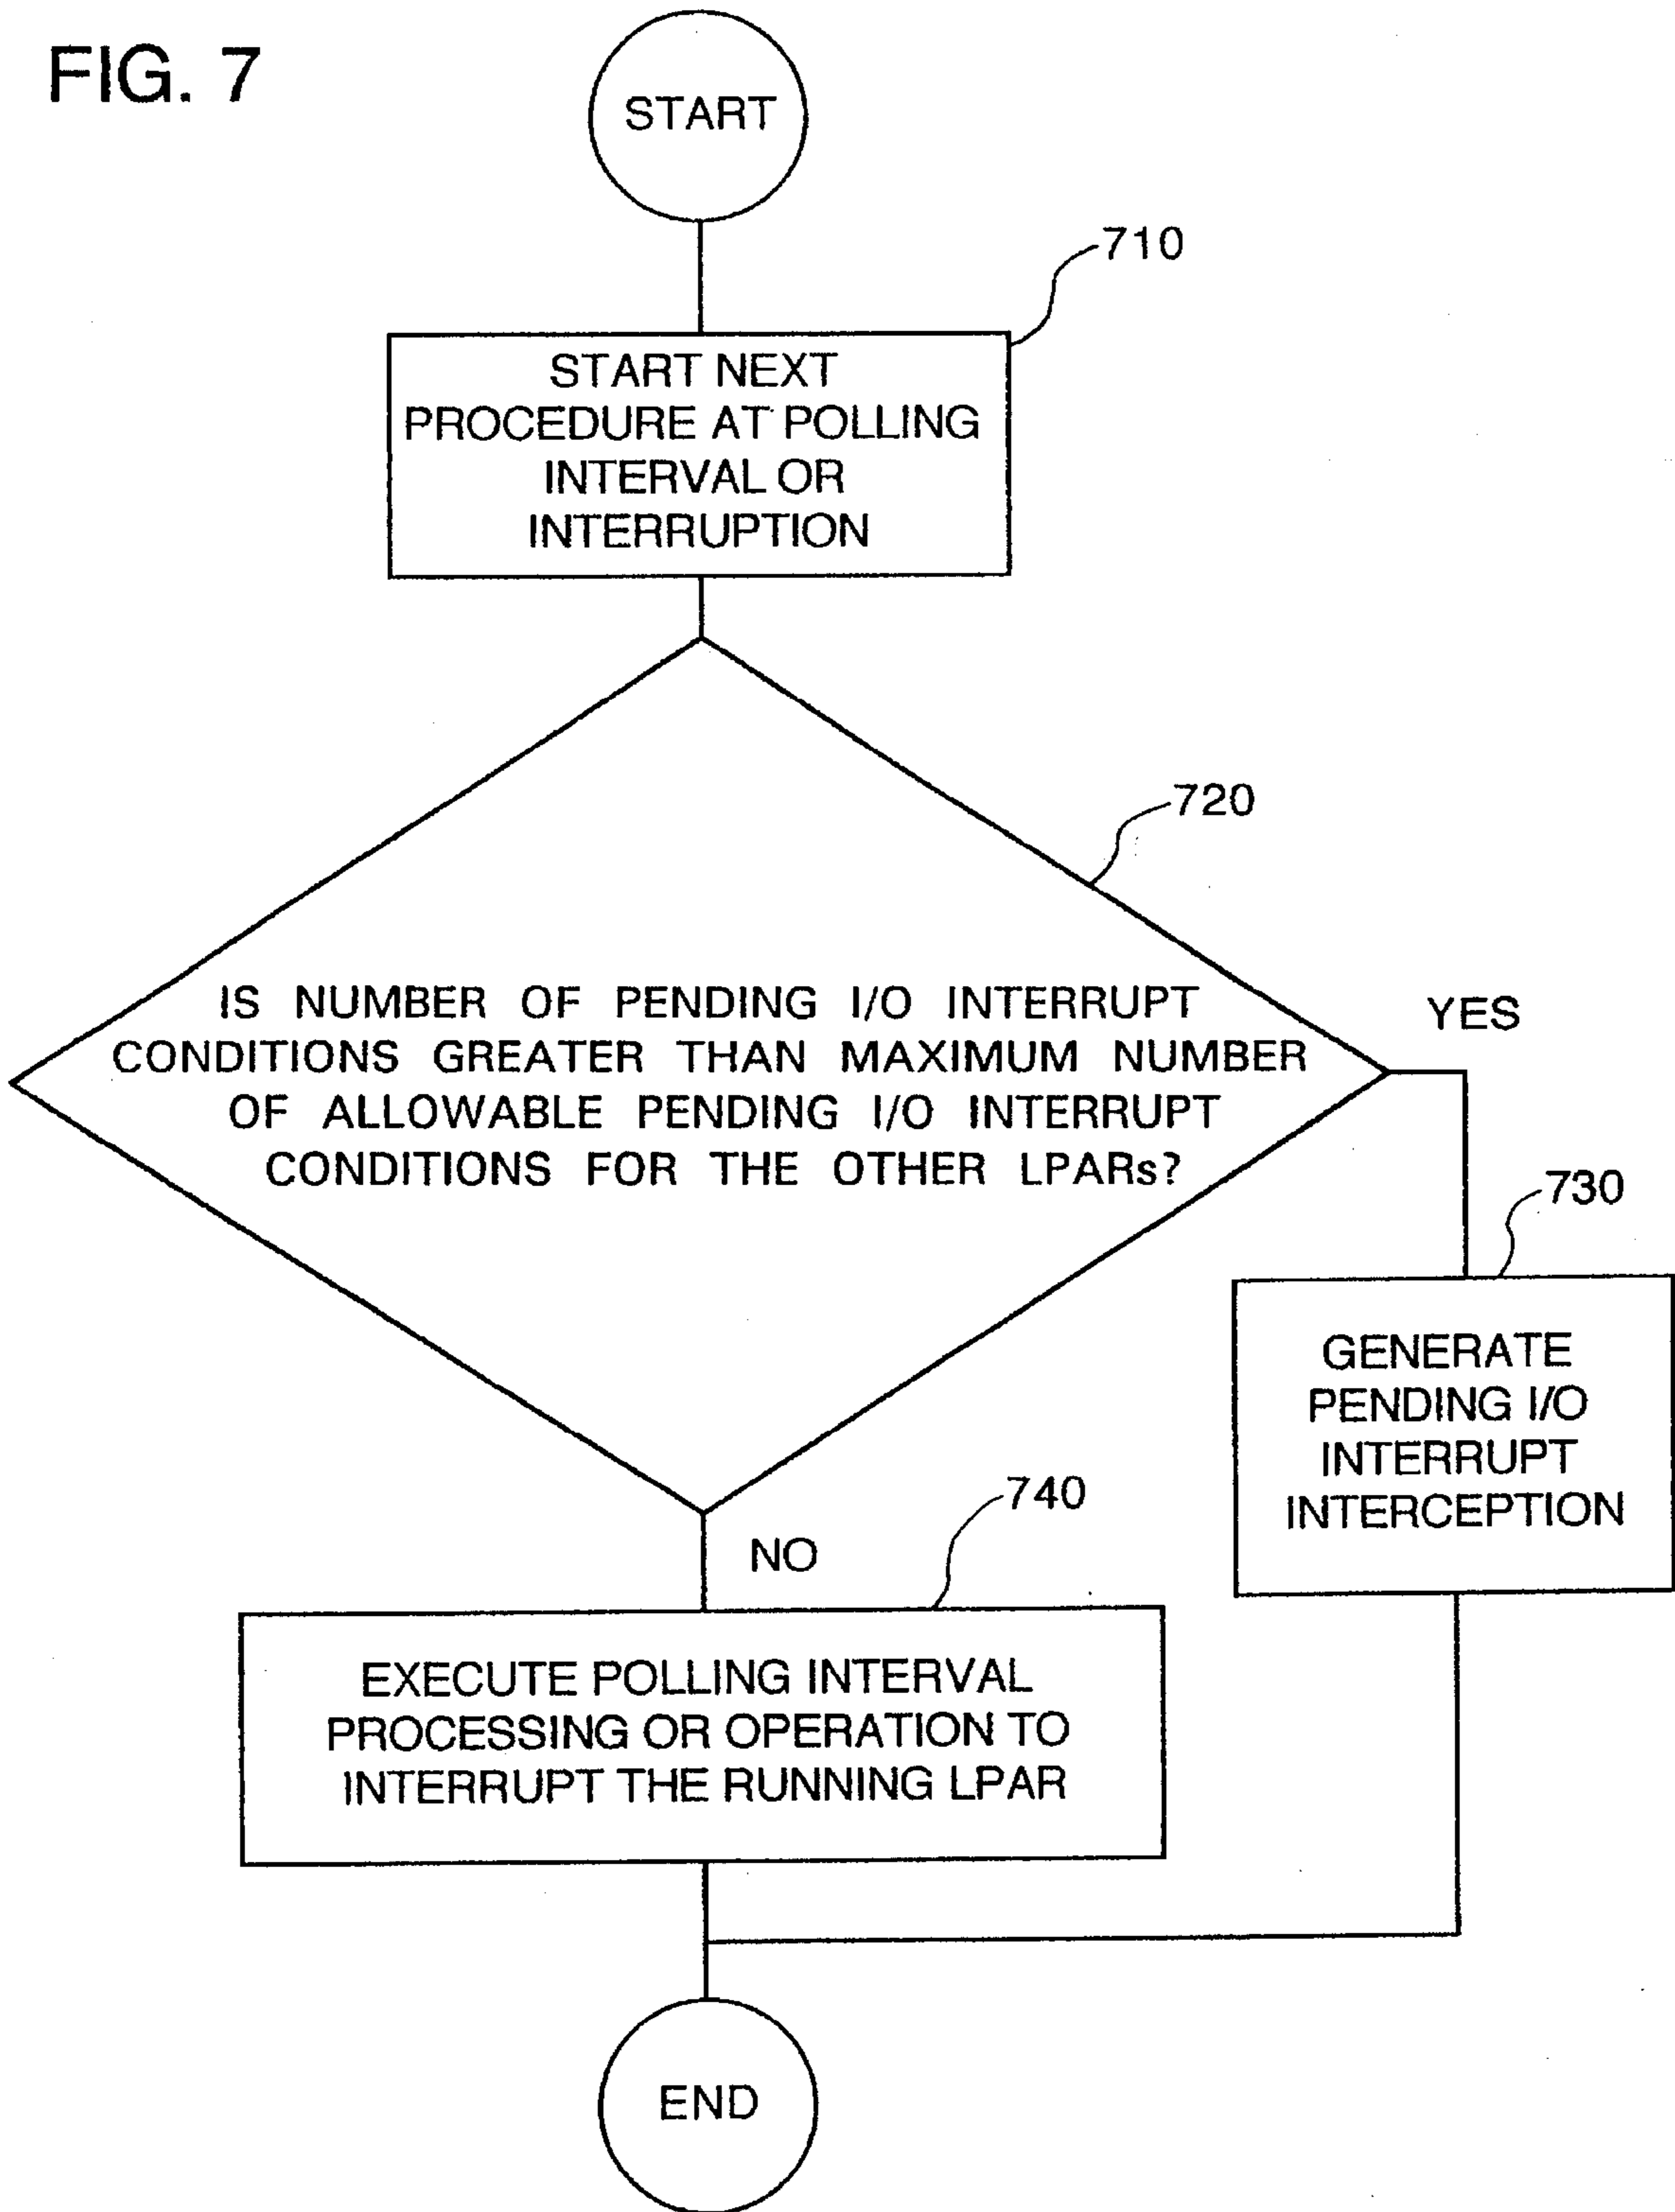 FIG. 7
START
710
START NEXT
PROCEDURE AT POLLING
INTERVAL OR
INTERRUPTION
720
IS NUMBER OF PENDING I/O INTERRUPT
CONDITIONS GREATER THAN MAXIMUM NUMBER
OF ALLOWABLE PENDING I/O INTERRUPT
CONDITIONS FOR THE OTHER LPARs?
YES
730
GENERATE
PENDING I/O
INTERRUPT
INTERCEPTION
NO
740
EXECUTE POLLING INTERVAL
PROCESSING OR OPERATION TO
INTERRUPT THE RUNNING LPAR
END